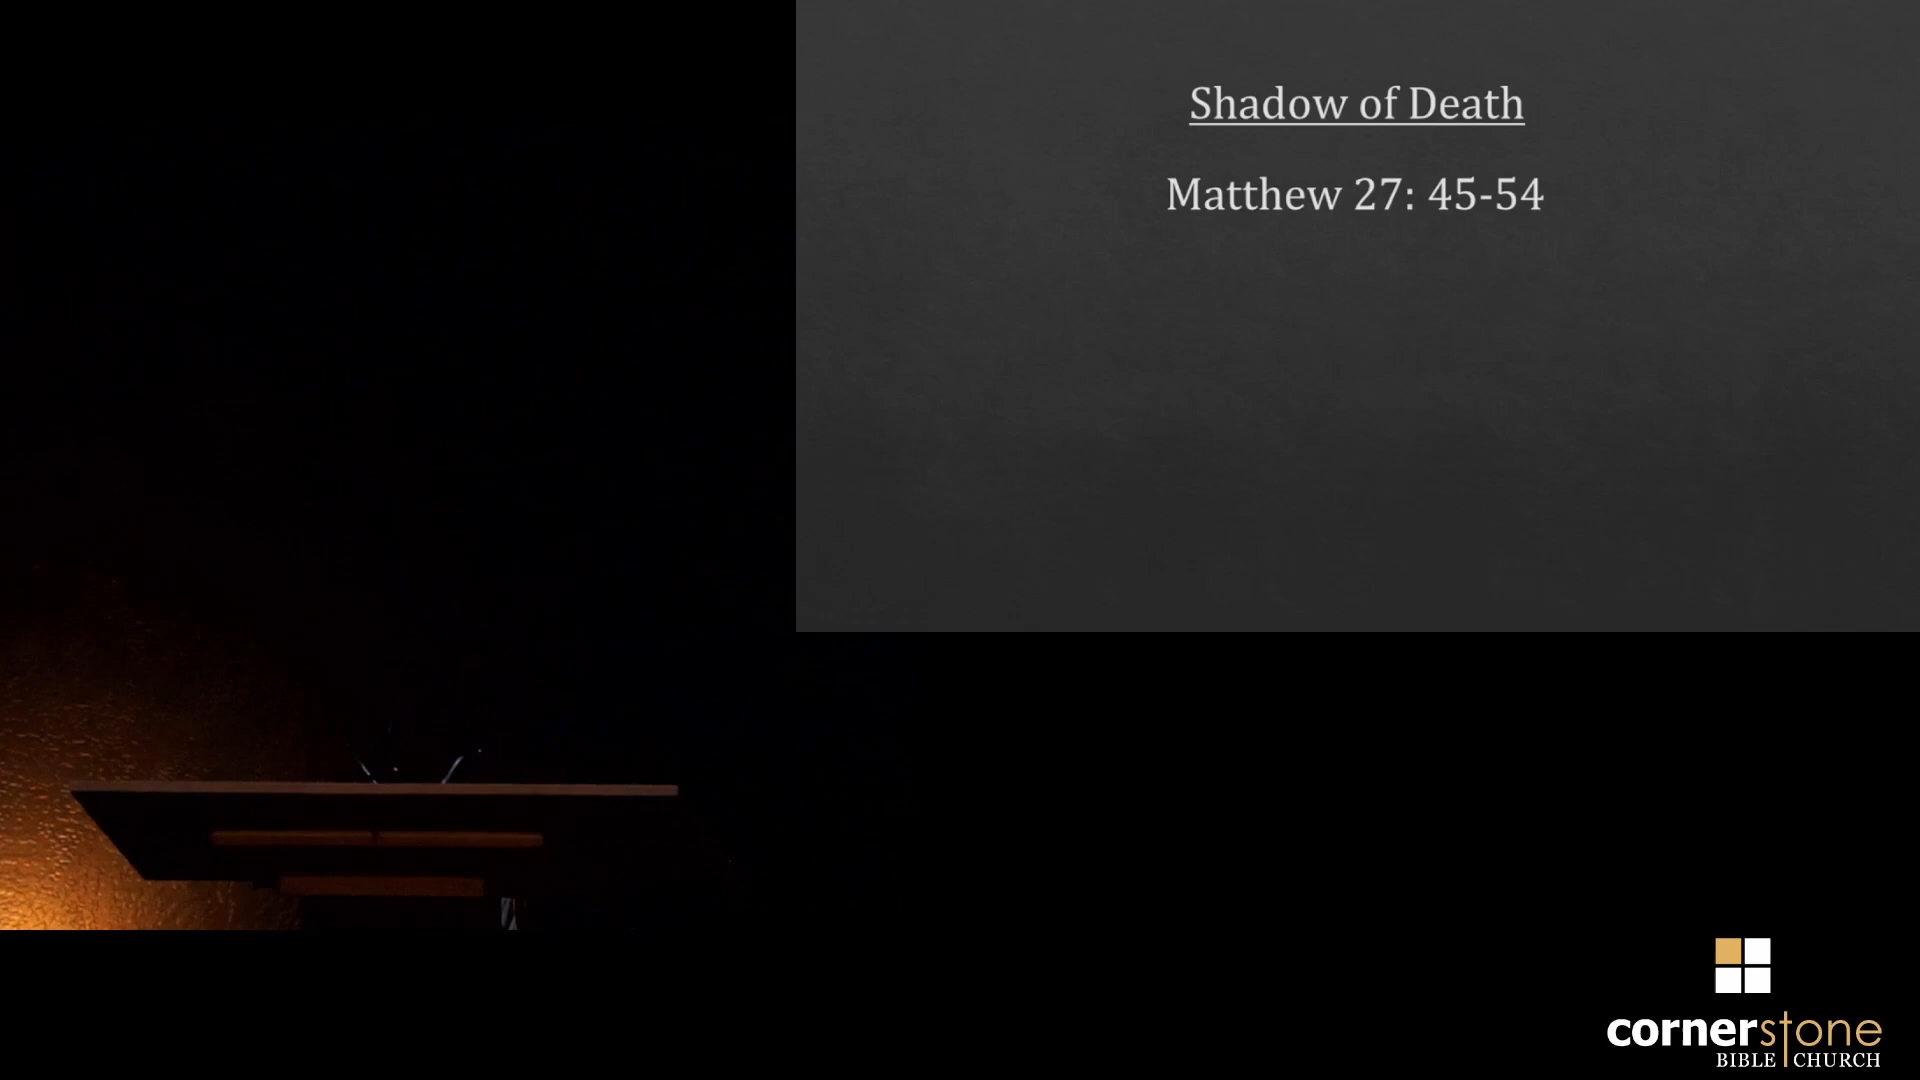 Shadow of Death
Matthew 27: 45-54
cornerstone
BIBLE CHURCH